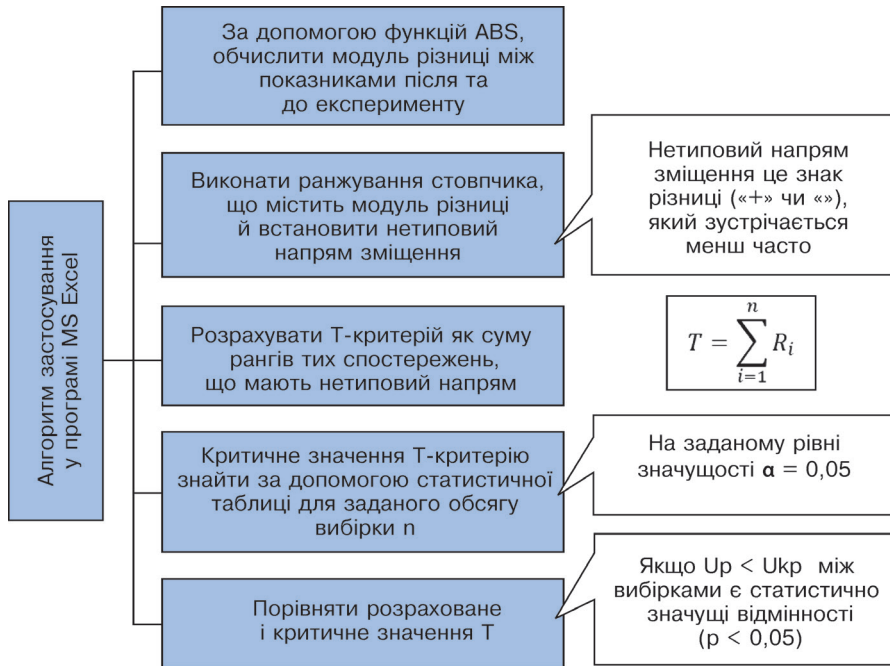 Алгоритм застосування
у програмі MS Excel
За допомогою функцій ABS,
обчислити модуль різниці між
показниками після та
до експерименту
Виконати ранжування стовпчика,
що містить модуль різниці
й встановити нетиповий
напрям зміщення
Нетиповий напрям
зміщення це знак
різниці («+» чи «»),
який зустрічається
менш часто
Розрахувати Т-критерій як суму
рангів тих спостережень,
що мають нетиповий напрям
T = \sum_{i=1}^{n} R_i
Критичне значення Т-критерію
знайти за допомогою статистичної
таблиці для заданого обсягу
вибірки n
На заданому рівні
значущості α = 0,05
Порівняти розраховане
і критичне значення Т
Якщо Up < Ukp між
вибірками є статистично
значущі відмінності
(p < 0,05)